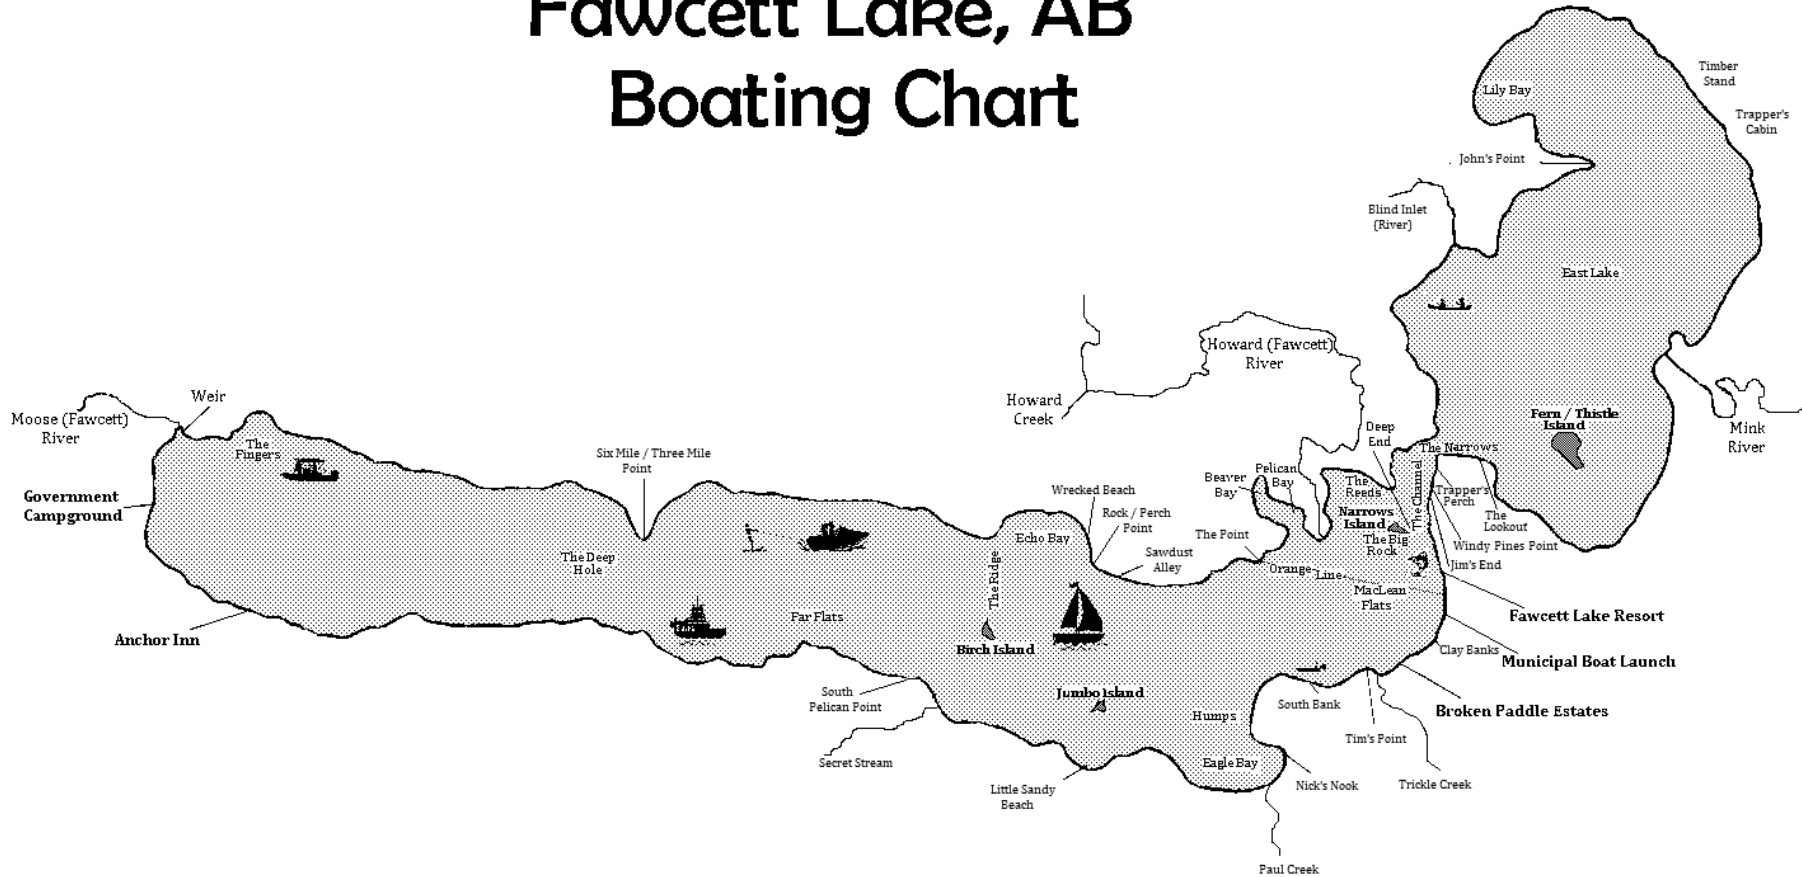 Fawcett Lake, AB
Boating Chart
Timber
Stand
Lily Bay
Trapper's
Cabin
John's Point
Blind Inlet
(River)
East Lake
Howard (Fawcett)
River
Howard
Creek
Weir
Moose (Fawcett)
River
The
Fingers
Fern / Thistle
Island
Mink
River
Deep
End
The Narrows
Six Mile / Three Mile
Point
Government
Campground
Beaver
Bay
Pelican
Bay
The
Reeds
The Channel
Trapper's
Perch
Wrecked Beach
Rock / Perch
Point
Narrows
Island
The
Lookout
The Point
Echo Bay
The Big
Rock
Windy Pines Point
Sawdust
Alley
Jim's End
The Deep
Hole
The Ridge
Orange Line
MacLean
Flats
Fawcett Lake Resort
Far Flats
Anchor Inn
Birch Island
Clay Banks
Municipal Boat Launch
South
Pelican Point
Jumbo Island
South Bank
Broken Paddle Estates
Humps
Tim's Point
Secret Stream
Eagle Bay
Little Sandy
Beach
Nick's Nook
Trickle Creek
Paul Creek